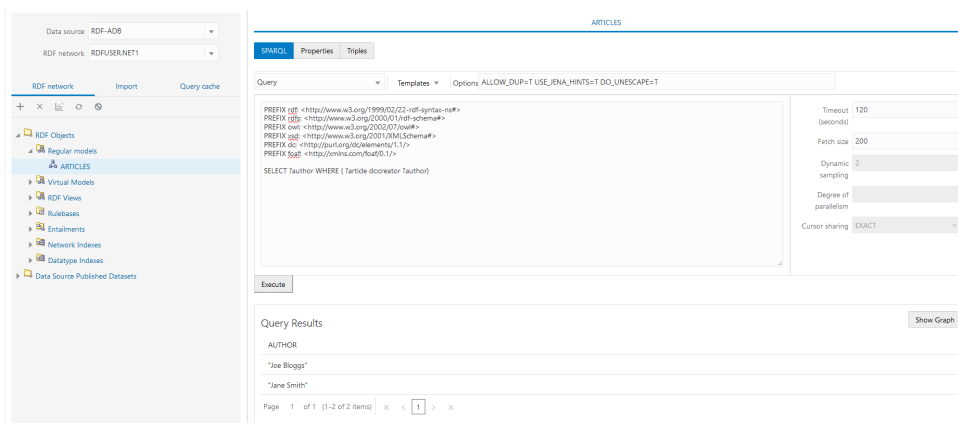 Data source RDF-ADB
RDF network RDFUSER.NET1
RDF network Import Query cache
RDF Objects
Regular models
ARTICLES
Virtual Models
RDF Views
Rulebases
Entailments
Network Indexes
Datatype Indexes
Data Source Published Datasets
ARTICLES
SPARQL Properties Triples
Query Templates Options ALLOW_DUP=T USE_JENA_HINTS=T DO_UNESCAPE=T
PREFIX rdf: <http://www.w3.org/1999/02/22-rdf-syntax-ns#>
PREFIX rdfs: <http://www.w3.org/2000/01/rdf-schema#>
PREFIX owl: <http://www.w3.org/2002/07/owl#>
PREFIX xsd: <http://www.w3.org/2001/XMLSchema#>
PREFIX dc: <http://purl.org/dc/elements/1.1/>
PREFIX foaf: <http://xmlns.com/foaf/0.1/>
SELECT ?author WHERE { ?article dc:creator ?author}
Timeout 120
(seconds)
Fetch size 200
Dynamic 2
sampling
Degree of
parallelism
Cursor sharing EXACT
Execute
Query Results
Show Graph
AUTHOR
"Joe Bloggs"
"Jane Smith"
Page 1 of 1 (1-2 of 2 items) 1